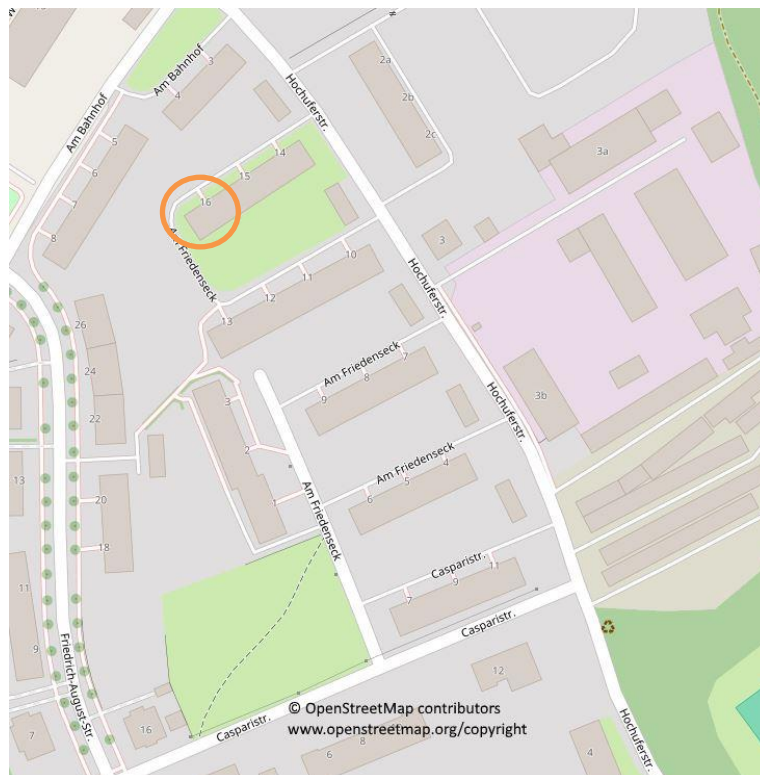 Am Bahnhof
3
4
Hochuferstr.
2a
2b
2c
Am Bahnhof
5
6
7
8
14
15
16
3a
Am Friedenseck
3
10
11
12
13
Hochuferstr.
26
24
22
Am Friedenseck
7
8
9
3b
Hochuferstr.
3
2
1
Am Friedenseck
4
5
6
Am Friedenseck
13
20
18
Casparistr.
7
9
11
11
9
Friedrich-August-Str.
Casparistr.
12
16
7
Casparistr.
© OpenStreetMap contributors
www.openstreetmap.org/copyright
6
8
4
Hochuferstr.